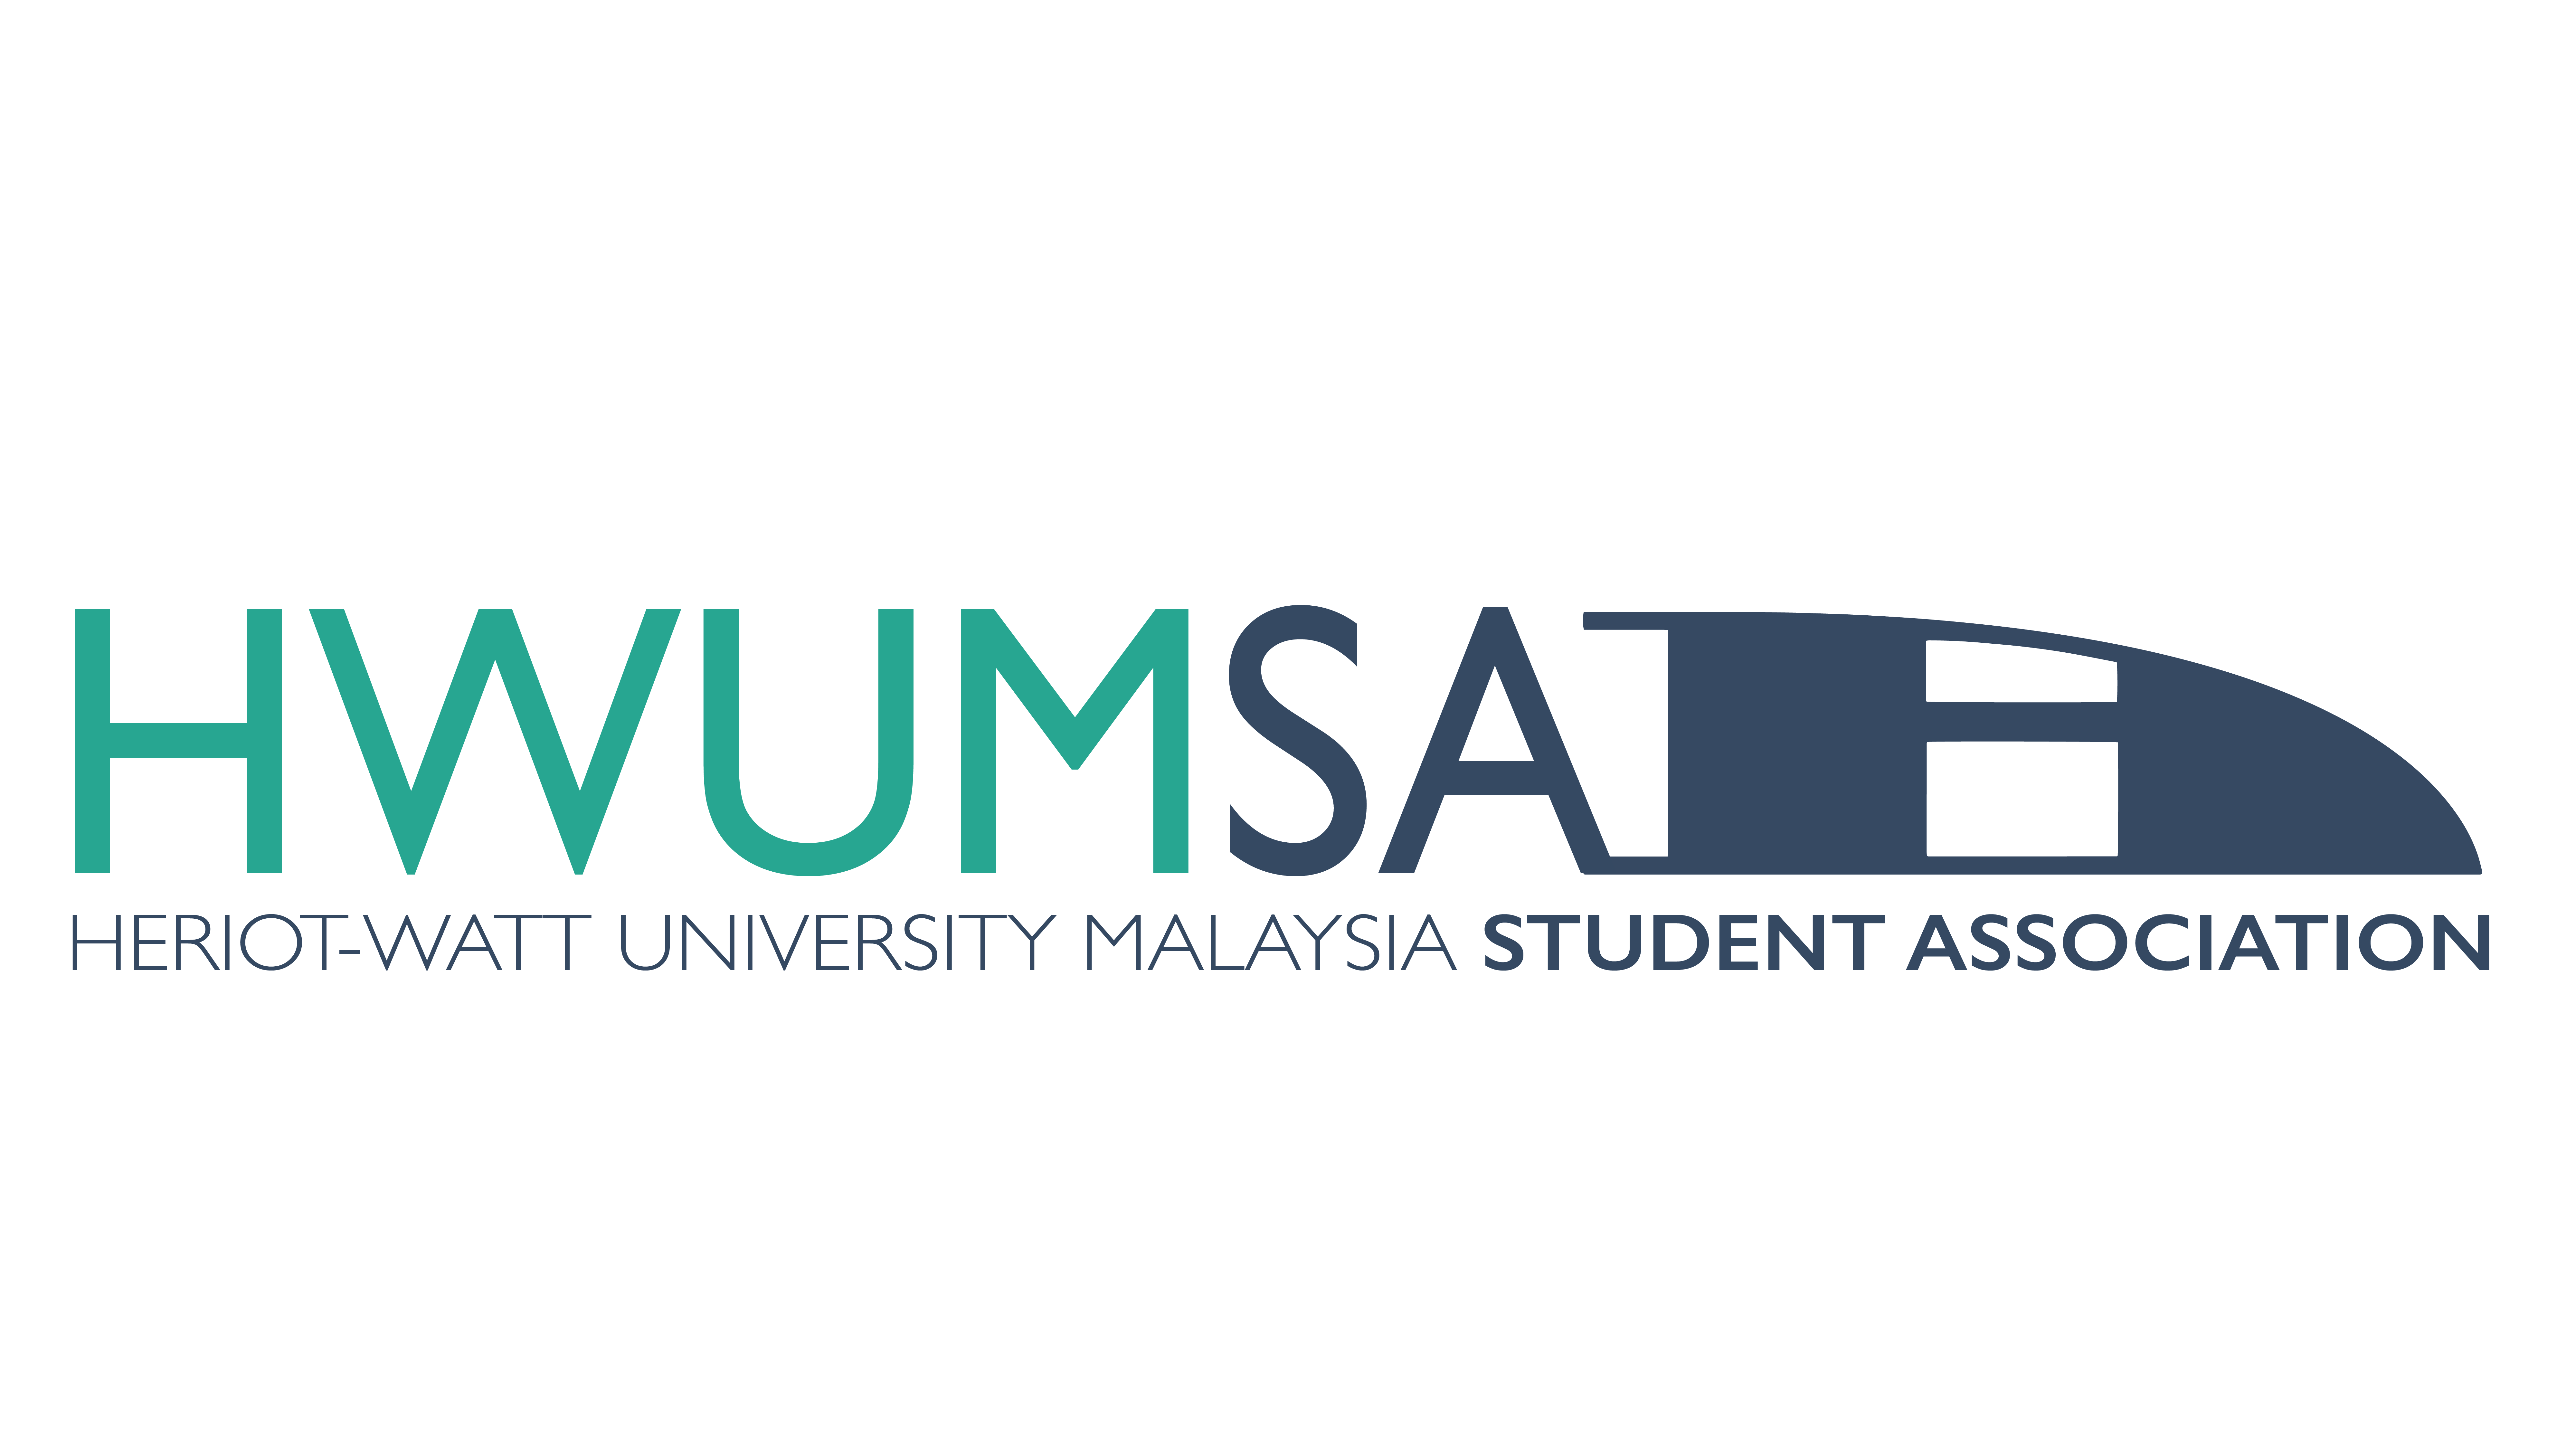 HWUMSA
HERIOT-WATT UNIVERSITY MALAYSIA STUDENT ASSOCIATION